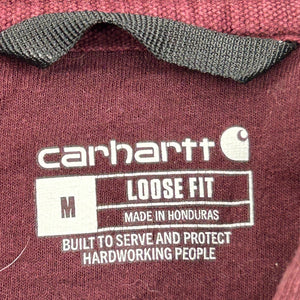 carhartt
M LOOSE FIT
MADE IN HONDURAS
BUILT TO SERVE AND PROTECT
HARDWORKING PEOPLE